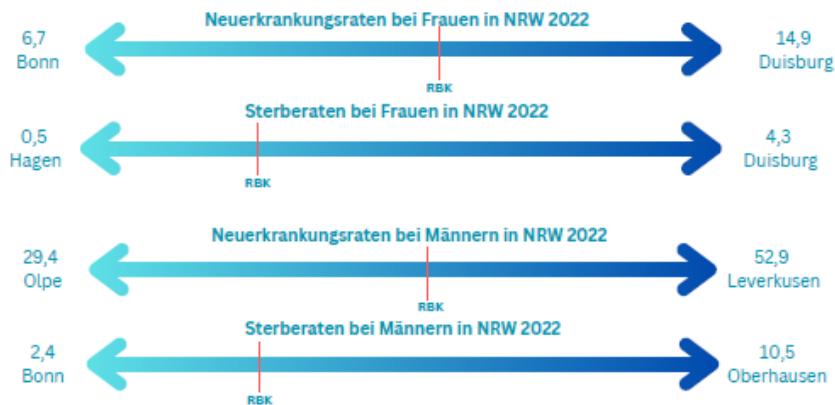 Neuerkrankungsraten bei Frauen in NRW 2022
6,7
Bonn
14,9
Duisburg
RBK
Sterberaten bei Frauen in NRW 2022
0,5
Hagen
4,3
Duisburg
RBK
Neuerkrankungsraten bei Männern in NRW 2022
29,4
Olpe
52,9
Leverkusen
RBK
Sterberaten bei Männern in NRW 2022
2,4
Bonn
10,5
Oberhausen
RBK